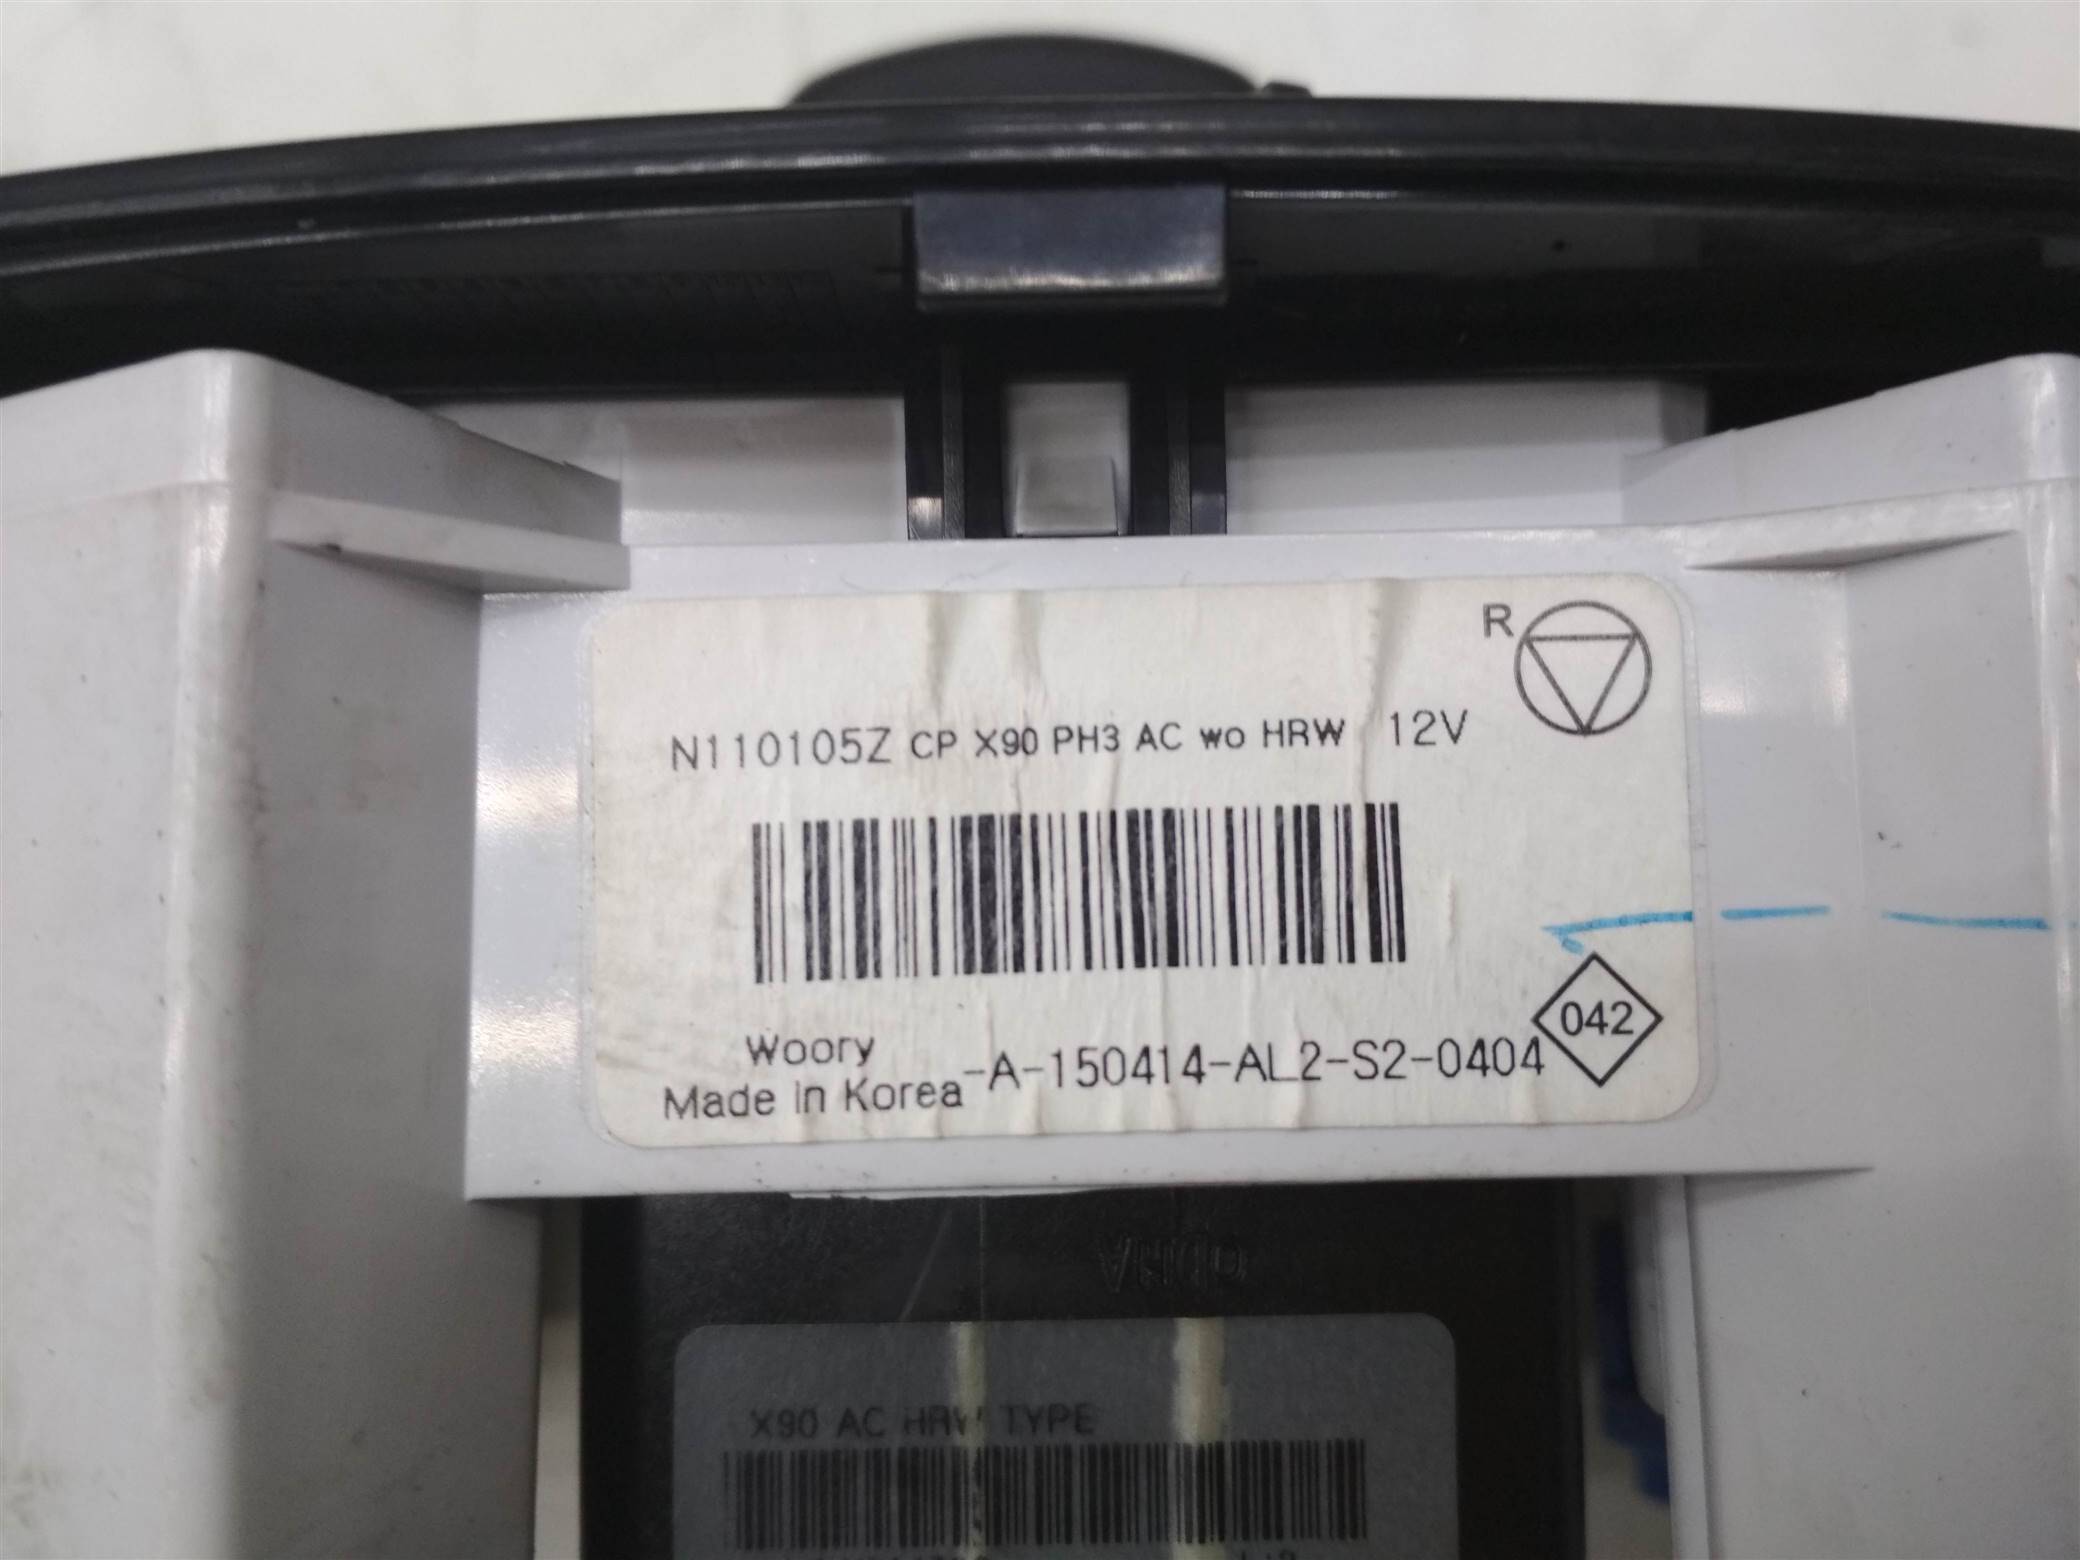 R
N110105Z CP X90 PH3 AC wo HRW 12V
042
Woory
Made In Korea -A-150414-AL2-S2-0404
X90 AC HRW TYPE